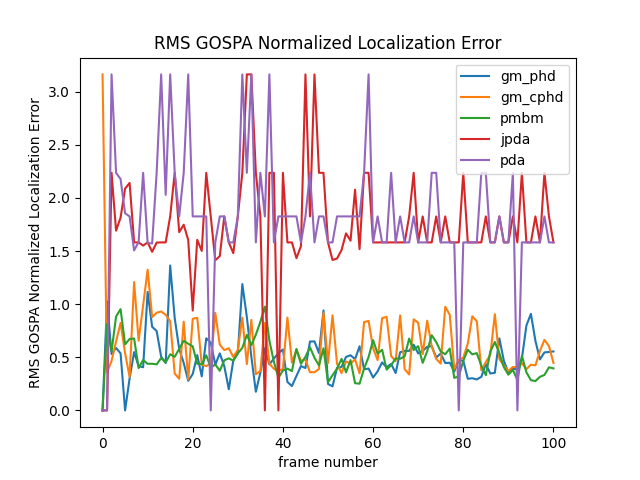 RMS GOSPA Normalized Localization Error
RMS GOSPA Normalized Localization Error
3.0
2.5
2.0
1.5
1.0
0.5
0.0
gm_phd
gm_cphd
pmbm
jpda
pda
0 20 40 60 80 100
frame number